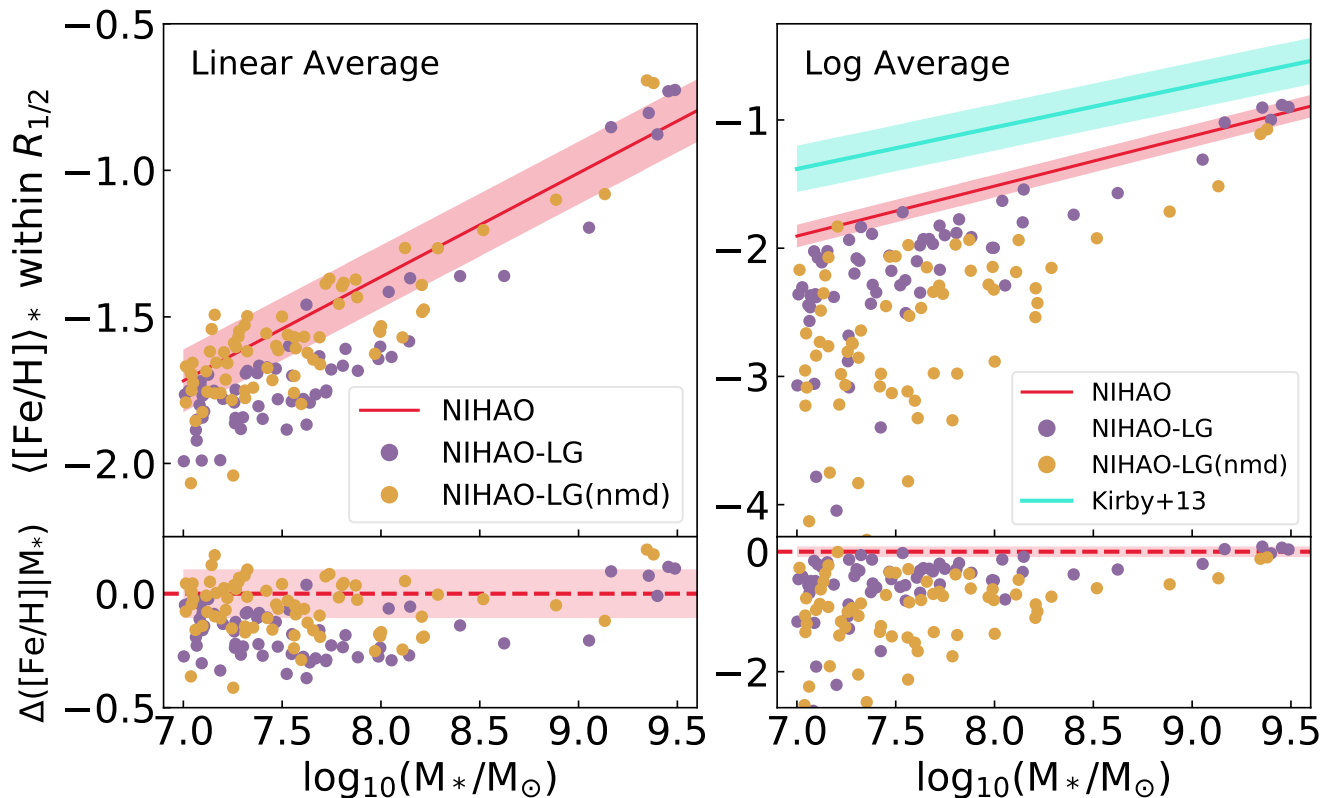 Linear Average
⟨[Fe/H]⟩* within R1/2
−0.5
−1.0
−1.5
−2.0
NIHAO
NIHAO-LG
NIHAO-LG(nmd)
Δ([Fe/H]|M*)
0.0
−0.5
7.0 7.5 8.0 8.5 9.0 9.5
log10(M*/M⊙)
Log Average
−1
−2
−3
−4
NIHAO
NIHAO-LG
NIHAO-LG(nmd)
Kirby+13
0
−2
7.0 7.5 8.0 8.5 9.0 9.5
log10(M*/M⊙)